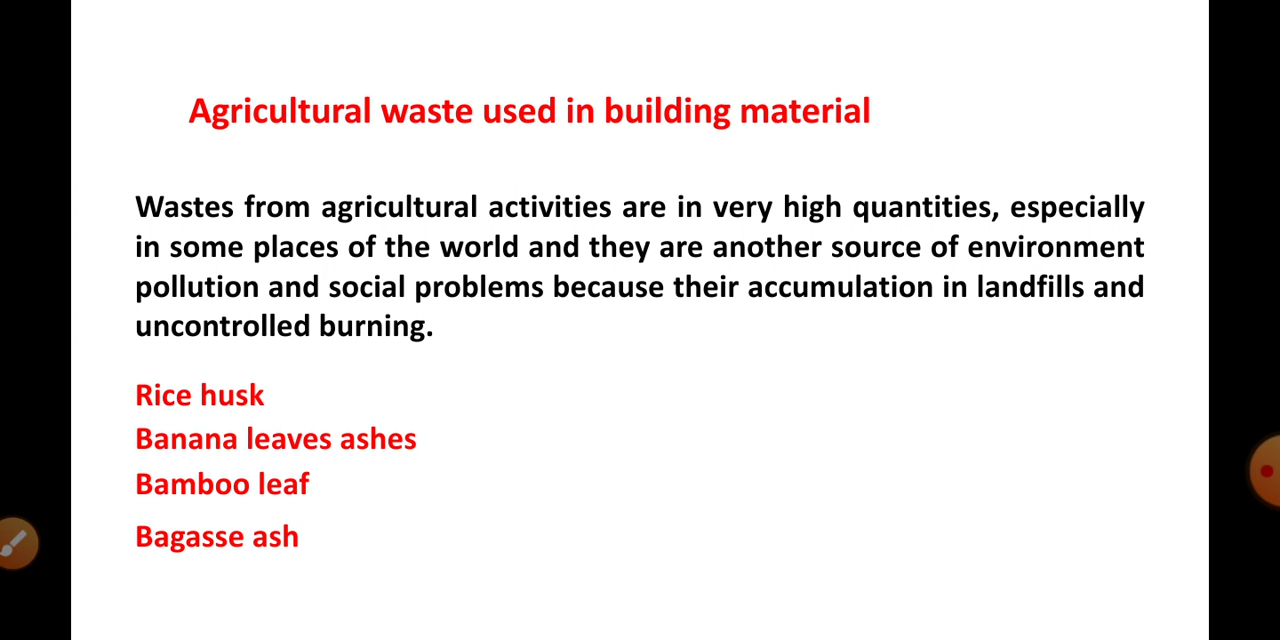 Agricultural waste used in building material
Wastes from agricultural activities are in very high quantities, especially
in some places of the world and they are another source of environment
pollution and social problems because their accumulation in landfills and
uncontrolled burning.
Rice husk
Banana leaves ashes
Bamboo leaf
Bagasse ash